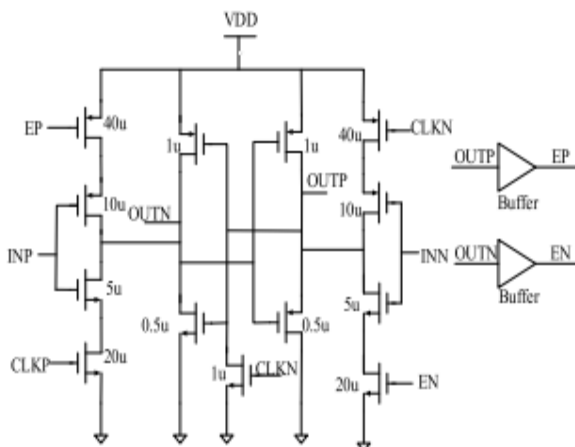 VDD
EP
40u
1u
1u
40u
CLKN
OUTP
EP
Buffer
10u
OUTN
OUTP
10u
INP
INN
OUTN
EN
Buffer
5u
0.5u
0.5u
5u
CLKP
20u
1u
CLKN
20u
EN